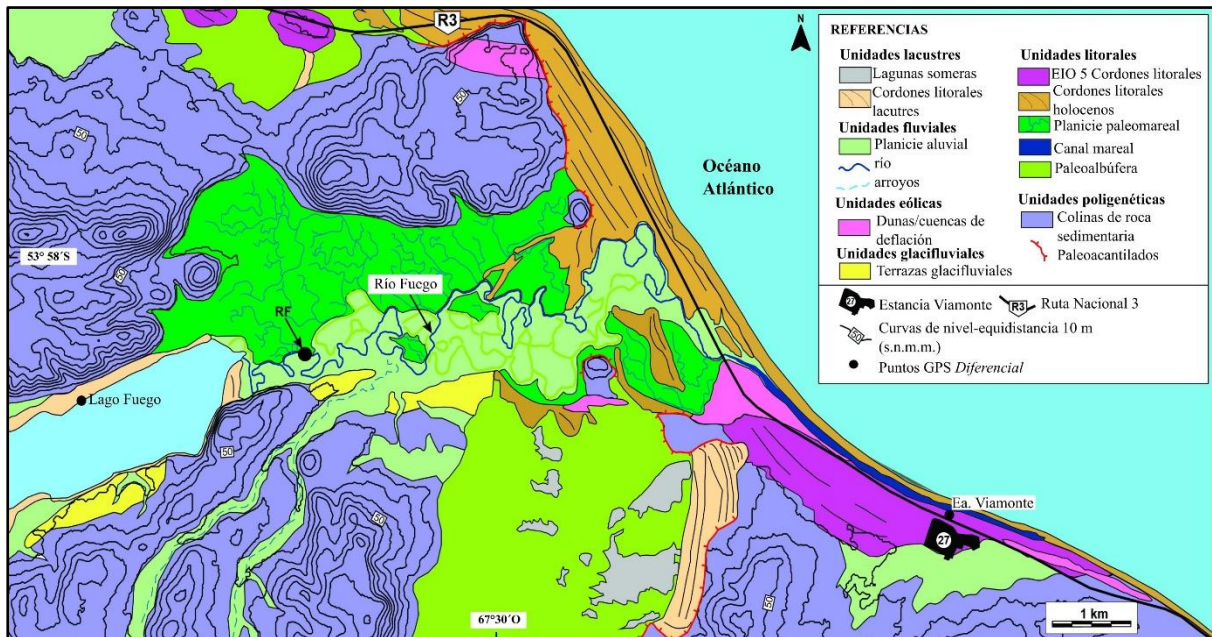 R3
N
50
50
50
53° 58´S
Océano
Atlántico
Río Fuego
RF
Lago Fuego
50
50
50
67°30´O
Ea. Viamonte
27
1 km
REFERENCIAS
Unidades lacustres
Lagunas someras
Cordones litorales
lacutres
Unidades fluviales
Planicie aluvial
río
arroyos
Unidades eólicas
Dunas/cuencas de
deflación
Unidades glacifluviales
Terrazas glacifluviales
Unidades litorales
EIO 5 Cordones litorales
Cordones litorales
holocenos
Planicie paleomareal
Canal mareal
Paleoalbúfera
Unidades poligenéticas
Colinas de roca
sedimentaria
Paleoacantilados
27 Estancia Viamonte
R3 Ruta Nacional 3
50 Curvas de nivel-equidistancia 10 m
(s.n.m.m.)
Puntos GPS Diferencial